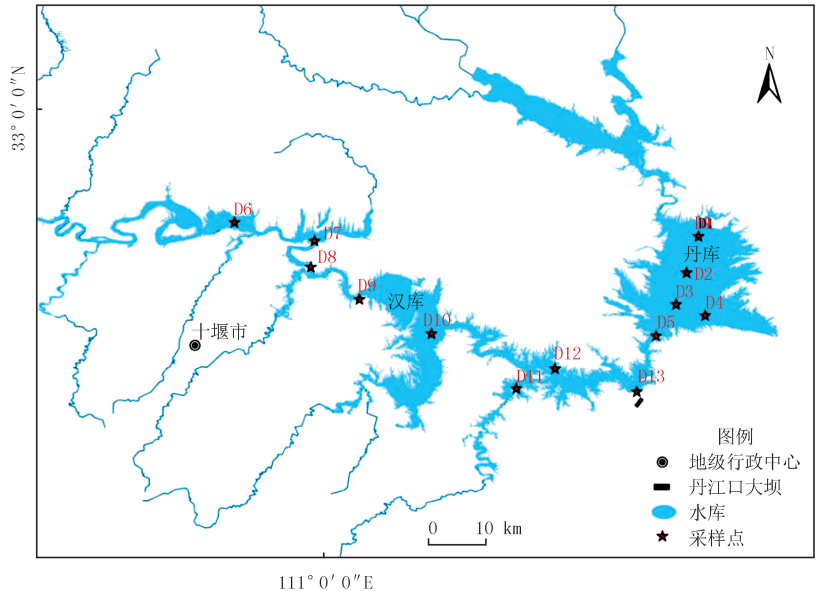 N
33°0′0″N
D6
D7
D8
D9
汉库
D10
D1
丹库
D2
D3
D4
D5
十堰市
D12
D11
D13
图例
地级行政中心
丹江口大坝
水库
采样点
0 10 km
111°0′0″E